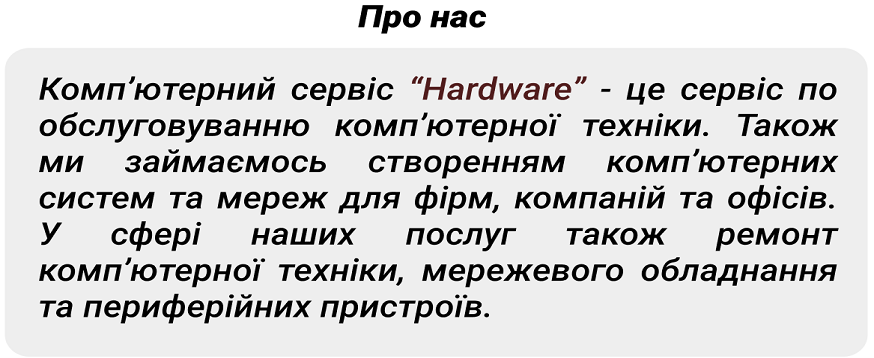 Про нас
Комп’ютерний сервіс “Hardware” - це сервіс по
обслуговуванню комп’ютерної техніки. Також
ми займаємось створенням комп’ютерних
систем та мереж для фірм, компаній та офісів.
У сфері наших послуг також ремонт
комп’ютерної техніки, мережевого обладнання
та периферійних пристроїв.